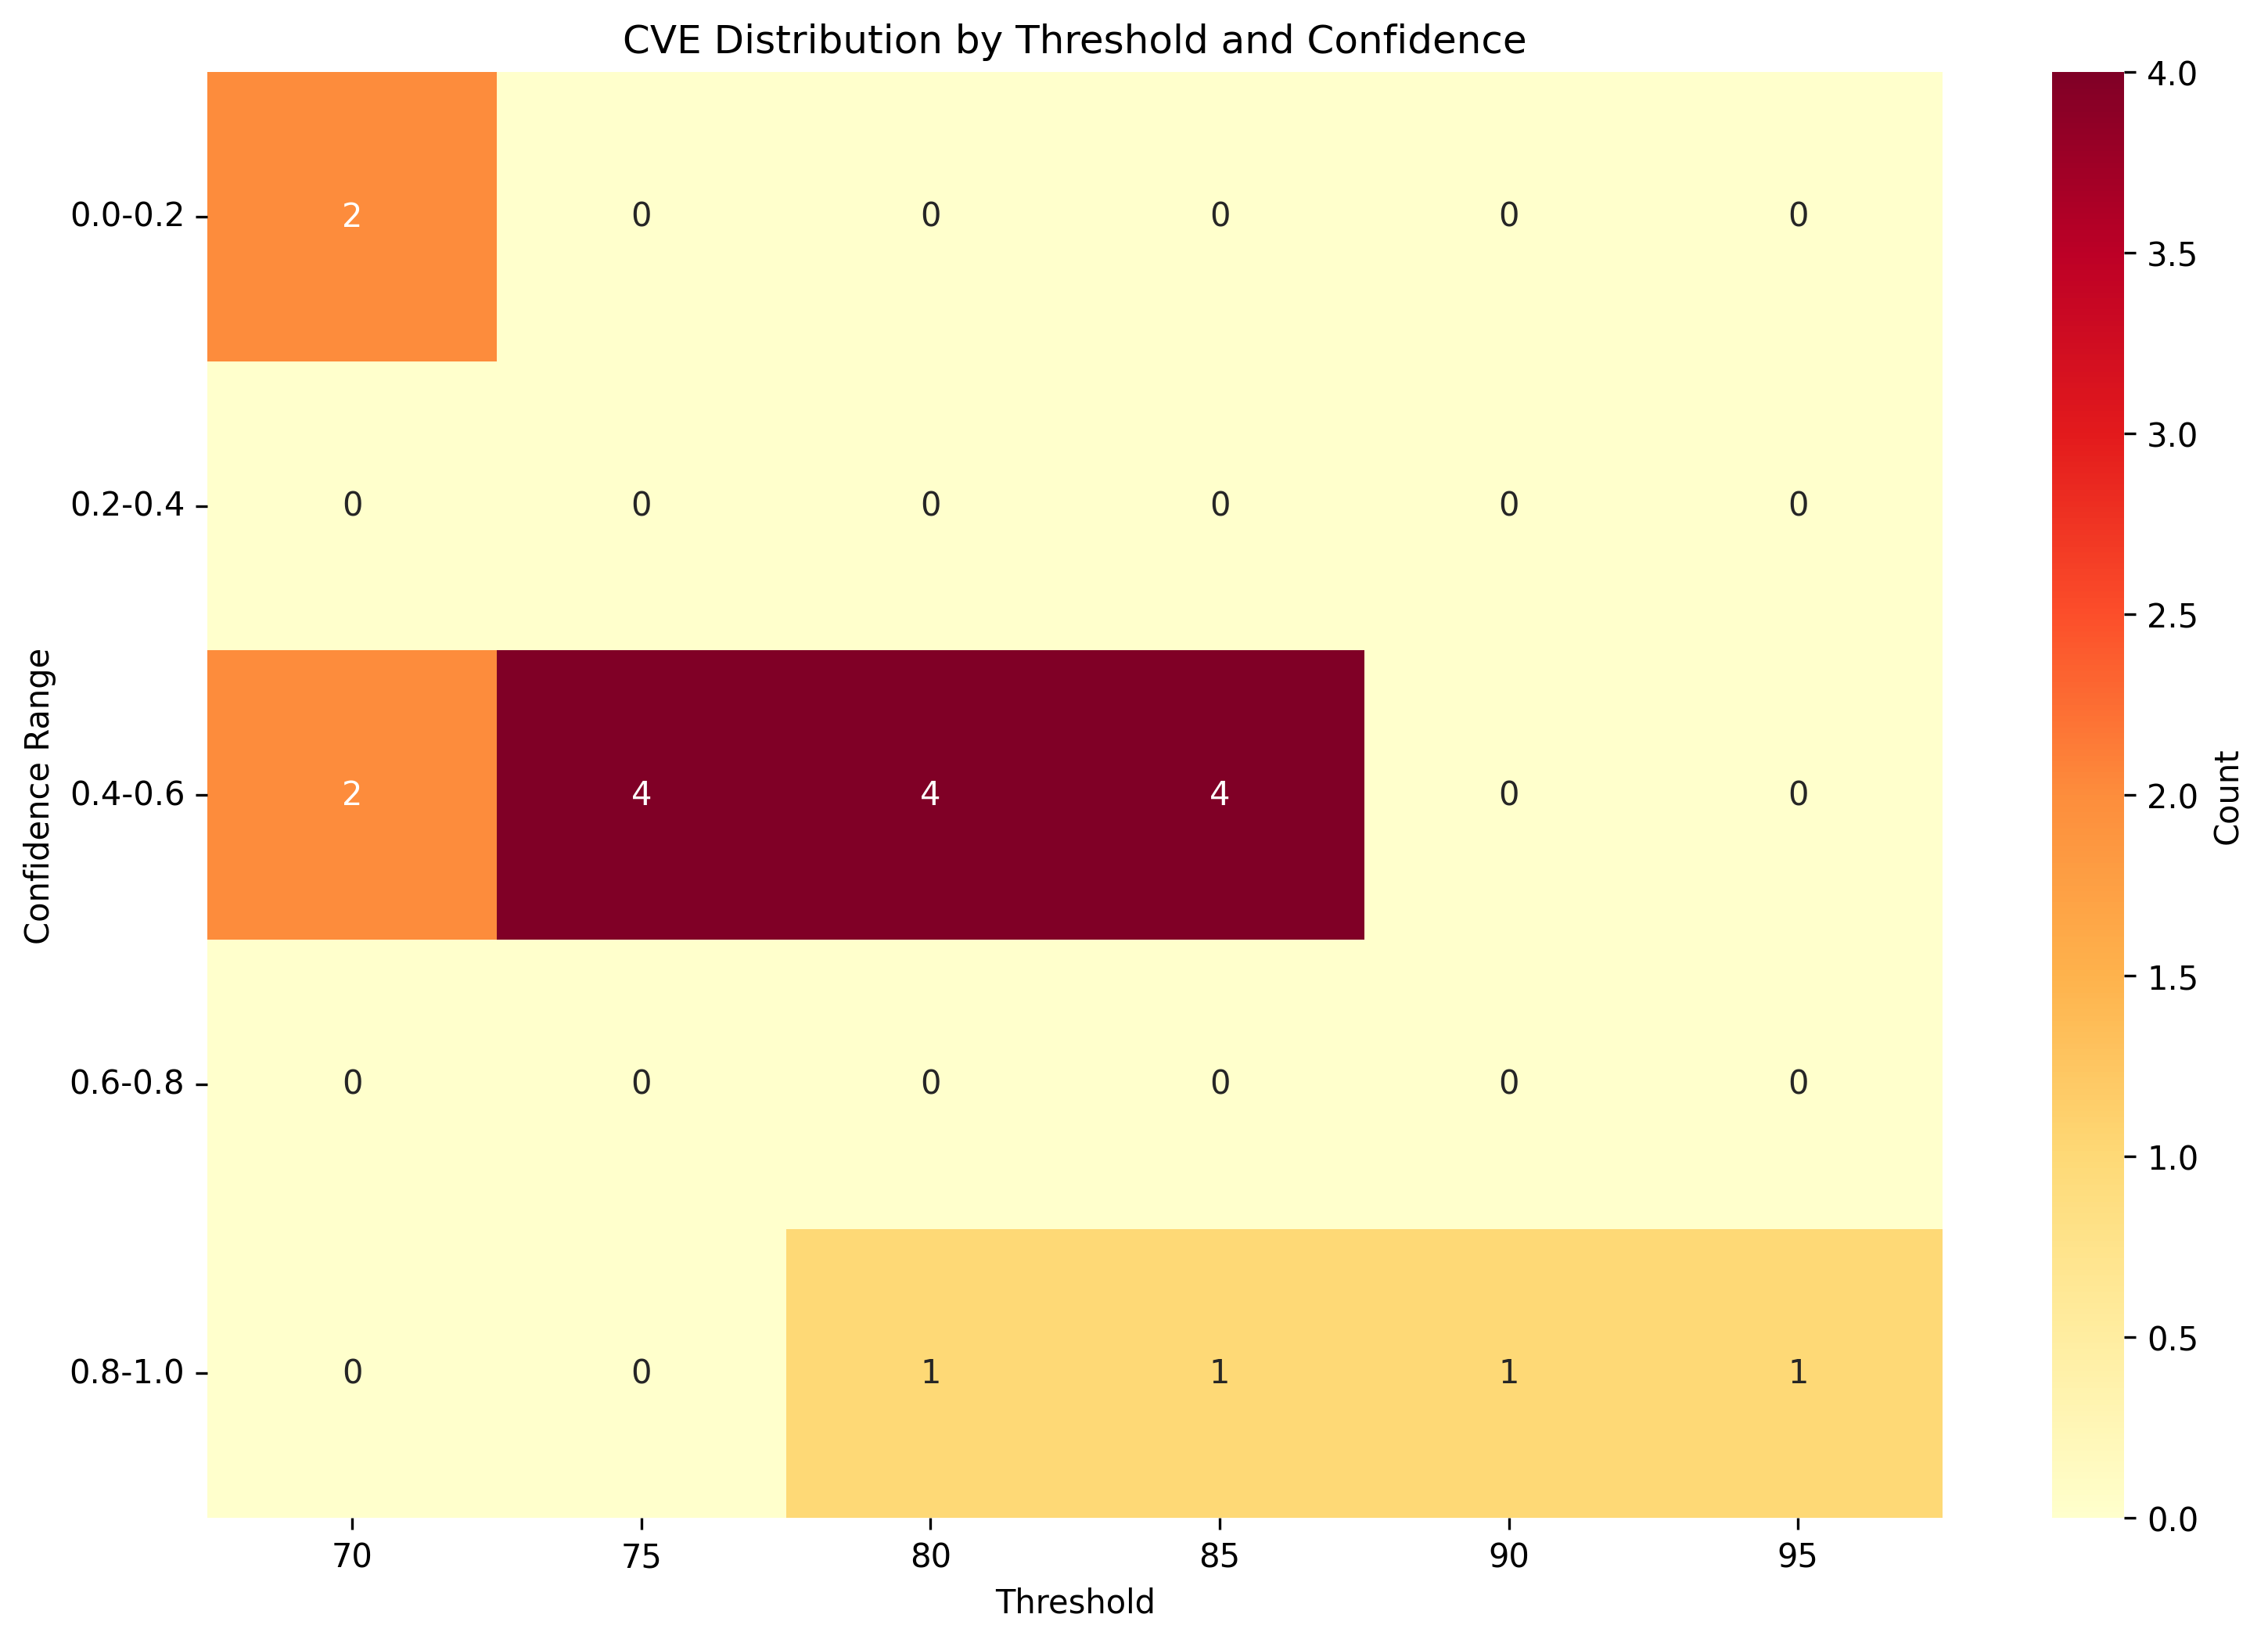 CVE Distribution by Threshold and Confidence
Confidence Range
0.0-0.2 2 0 0 0 0 0
0.2-0.4 0 0 0 0 0 0
0.4-0.6 2 4 4 4 0 0
0.6-0.8 0 0 0 0 0 0
0.8-1.0 0 0 1 1 1 1
70 75 80 85 90 95
Threshold
4.0
3.5
3.0
2.5
2.0
1.5
1.0
0.5
0.0
Count